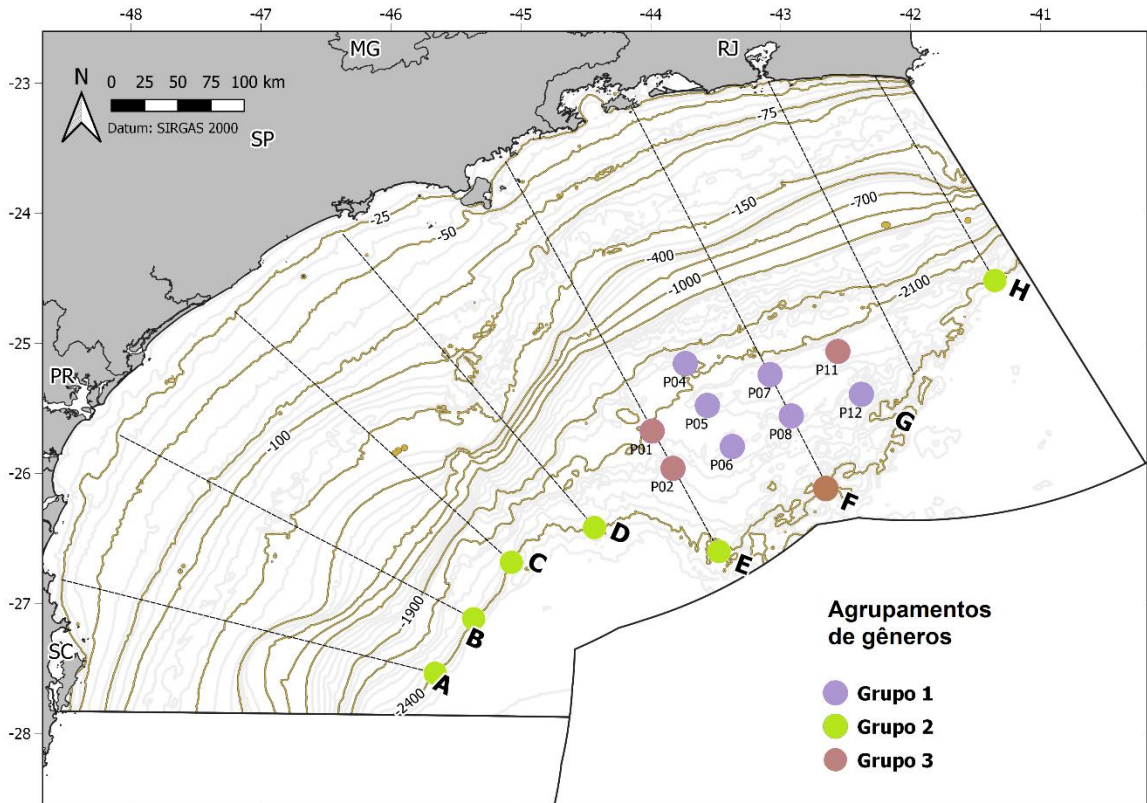 -48 -47 -46 -45 -44 -43 -42 -41
MG
RJ
N
0 25 50 75 100 km
Datum: SIRGAS 2000
SP
-23
-24
-25
-26
-27
-28
-25
-50
-75
-100
-150
-400
-700
-1000
-1900
-2100
-2400
PR
SC
P04
P05
P06
P07
P08
P11
P12
P01
P02
A
B
C
D
E
F
G
H
Agrupamentos
de gêneros
Grupo 1
Grupo 2
Grupo 3